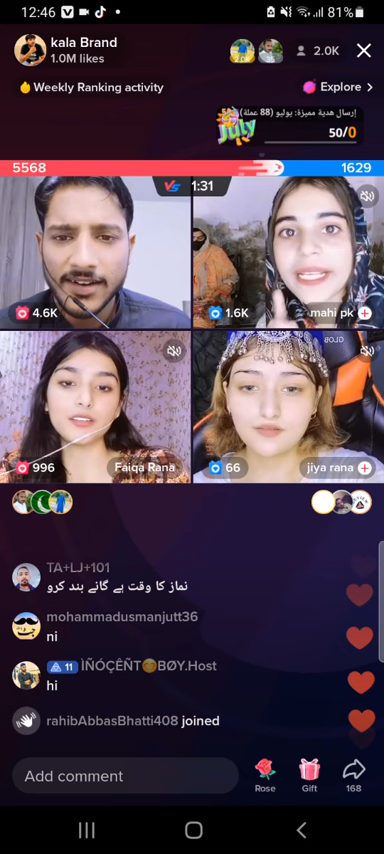 12:46
81%
kala Brand
1.0M likes
2.0K
Weekly Ranking activity
Explore
إرسال هدية مميزة: يوليو (88 عملة)
July
50/0
5568
1629
Vs 1:31
4.6K
1.6K
mahi pk
996
Faiqa Rana
66
jiya rana
TA+LJ+101
نماز کا وقت ہے گانے بند کرو
mohammadusmanjutt36
ni
11 ÌÑÓÇÊÑT😁BØY.Host
hi
rahibAbbasBhatti408 joined
Add comment
Rose
Gift
168